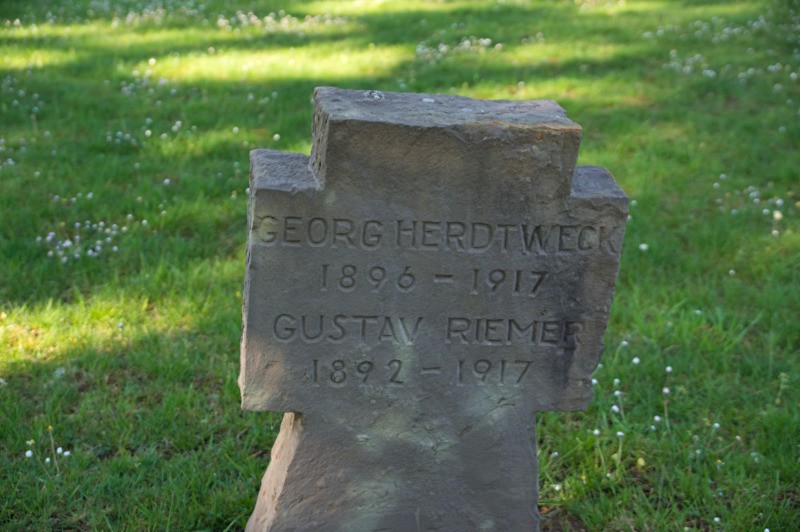 GEORG HERDTWECK
1896 – 1917
GUSTAV RIEMER
1892 – 1917